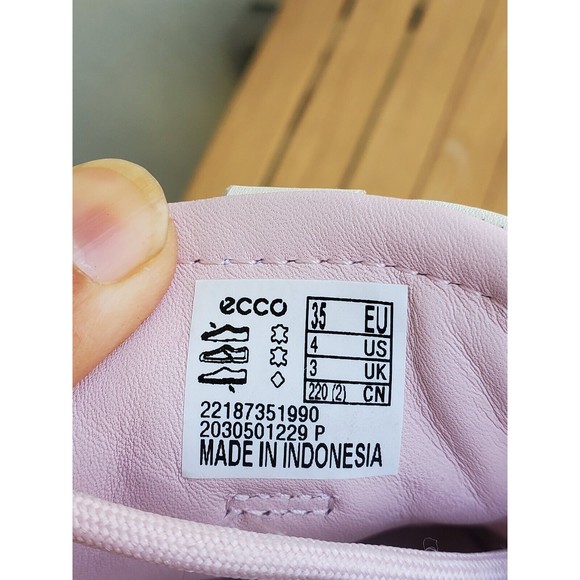 ecco
35 EU
4 US
3 UK
220 (2) CN
22187351990
2030501229 P
MADE IN INDONESIA